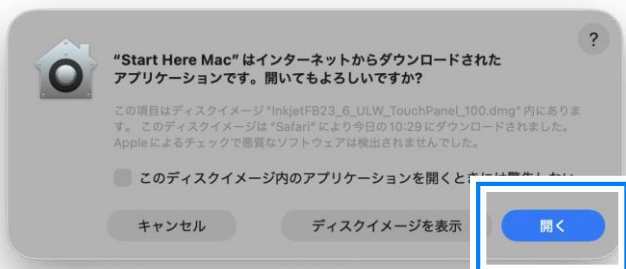 ?
“Start Here Mac”はインターネットからダウンロードされた
アプリケーションです。開いてもよろしいですか?
この項目はディスクイメージ“InkjetFB23_6_ULW_TouchPanel_100.dmg”内にありま
す。 このディスクイメージは“Safari”により今日の10:29にダウンロードされました。
Appleによるチェックで悪質なソフトウェアは検出されませんでした。
このディスクイメージ内のアプリケーションを開くときには警告しない
キャンセル ディスクイメージを表示 開く